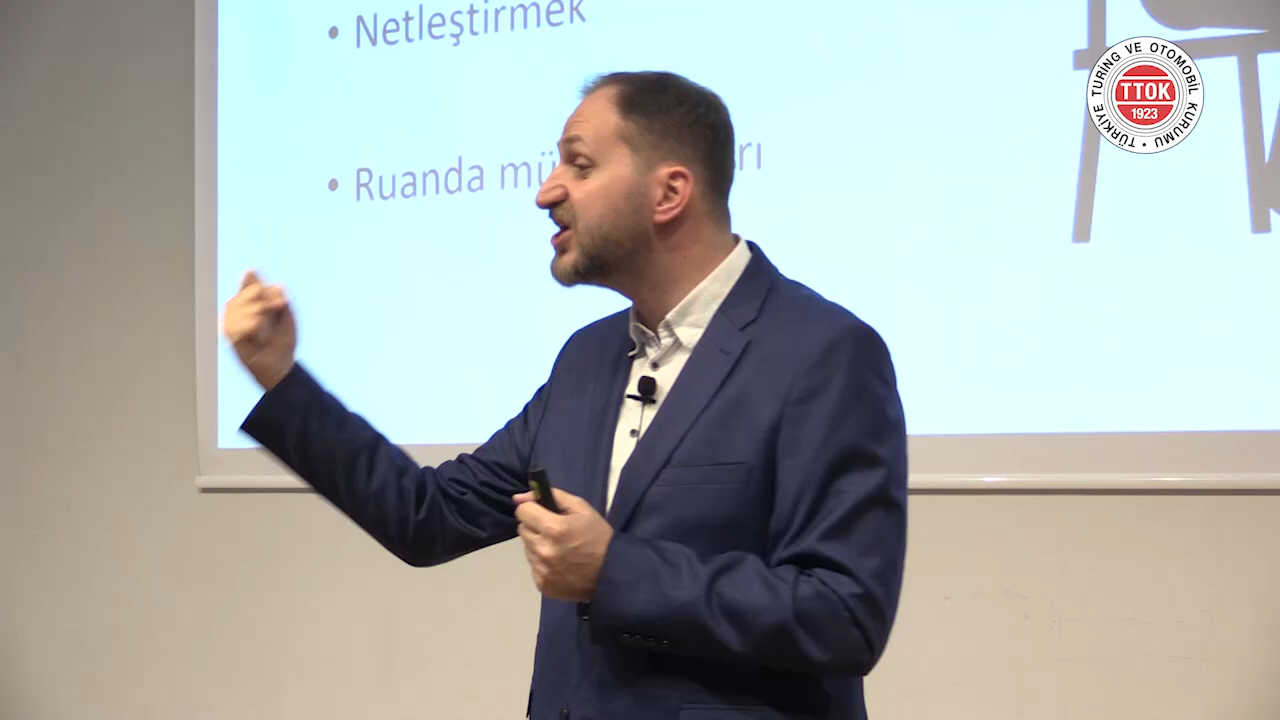 • Netleştirmek
• Ruanda
TÜRKİYE TURİNG VE OTOMOBİL KURUMU •
TTOK
1923